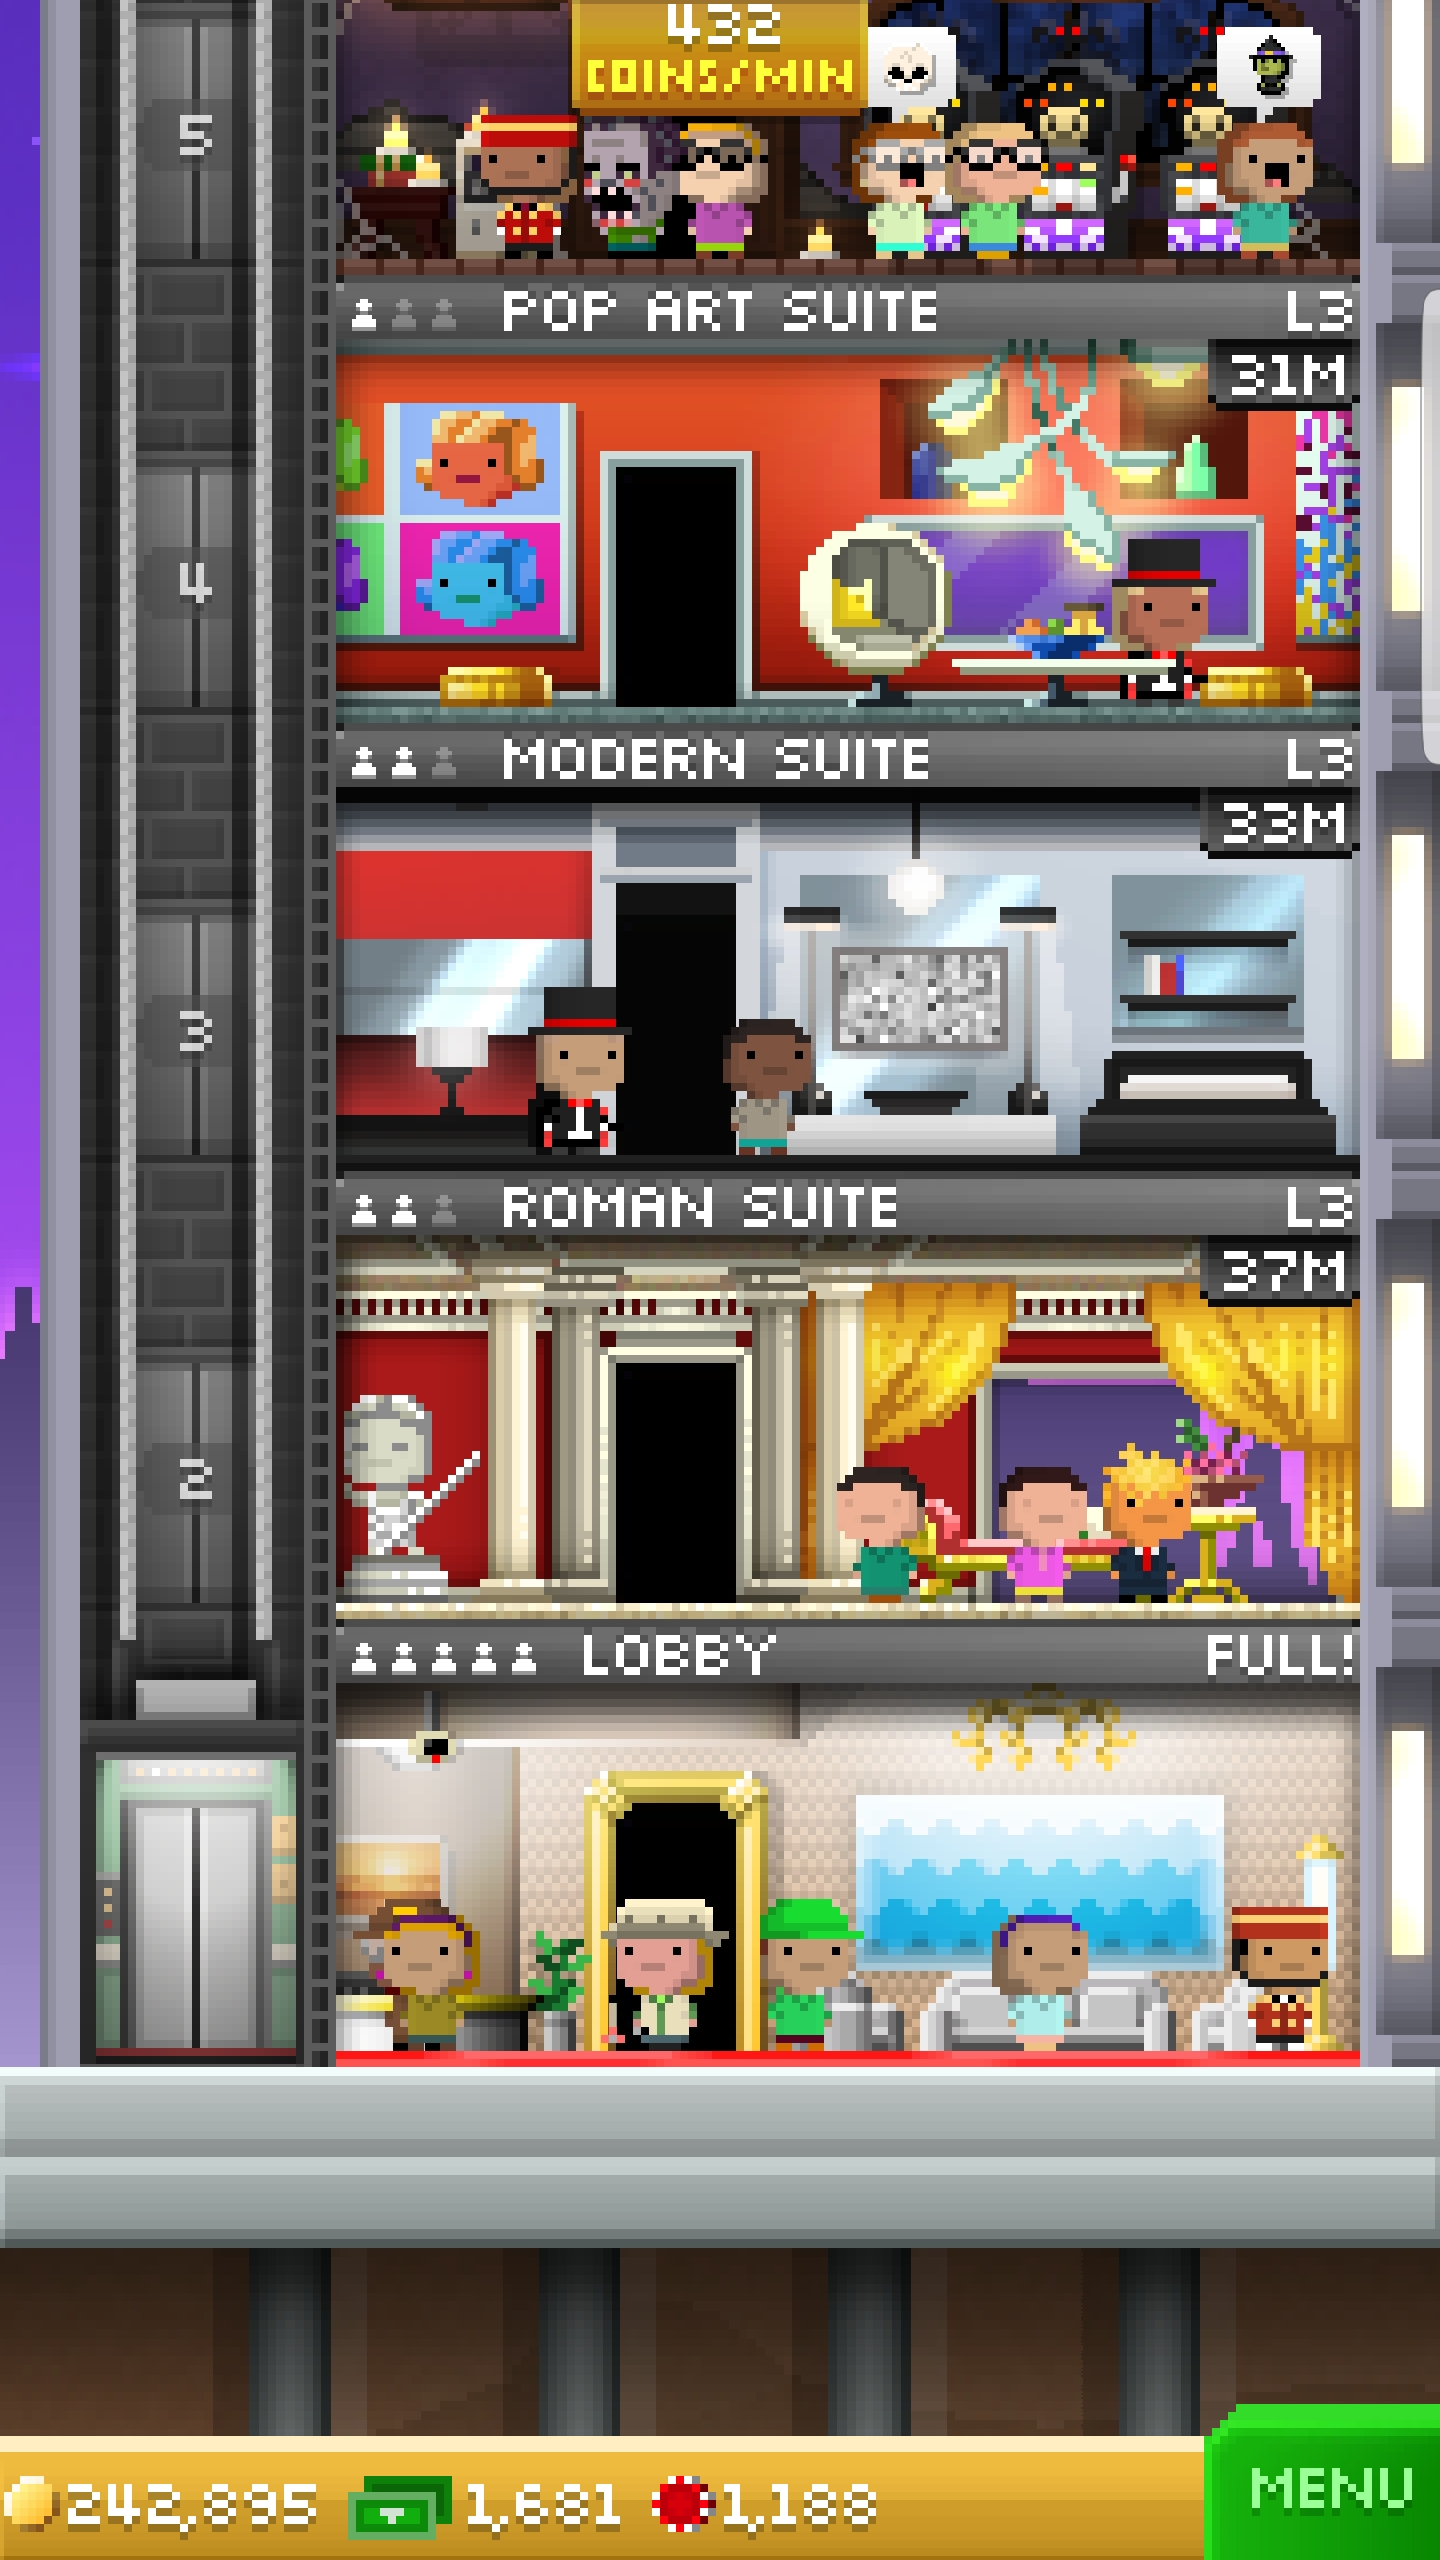 432
COINS/MIN
5
POP ART SUITE L3
31M
4
MODERN SUITE L3
33M
3
ROMAN SUITE L3
37M
2
LOBBY FULL!
242,895 1,681 1,188
MENU